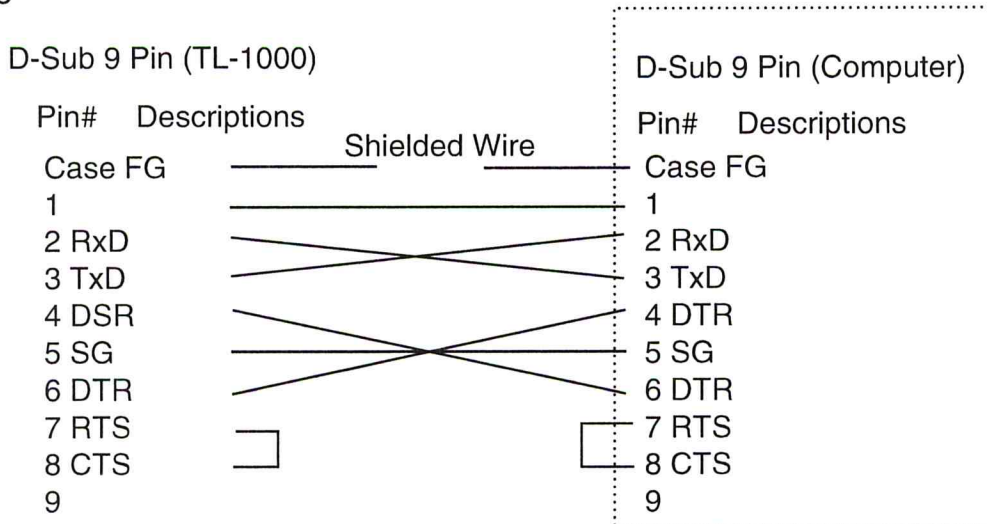 D-Sub 9 Pin (TL-1000)
Pin# Descriptions
Case FG
1
2 RxD
3 TxD
4 DSR
5 SG
6 DTR
7 RTS
8 CTS
9
Shielded Wire
D-Sub 9 Pin (Computer)
Pin# Descriptions
Case FG
1
2 RxD
3 TxD
4 DTR
5 SG
6 DTR
7 RTS
8 CTS
9